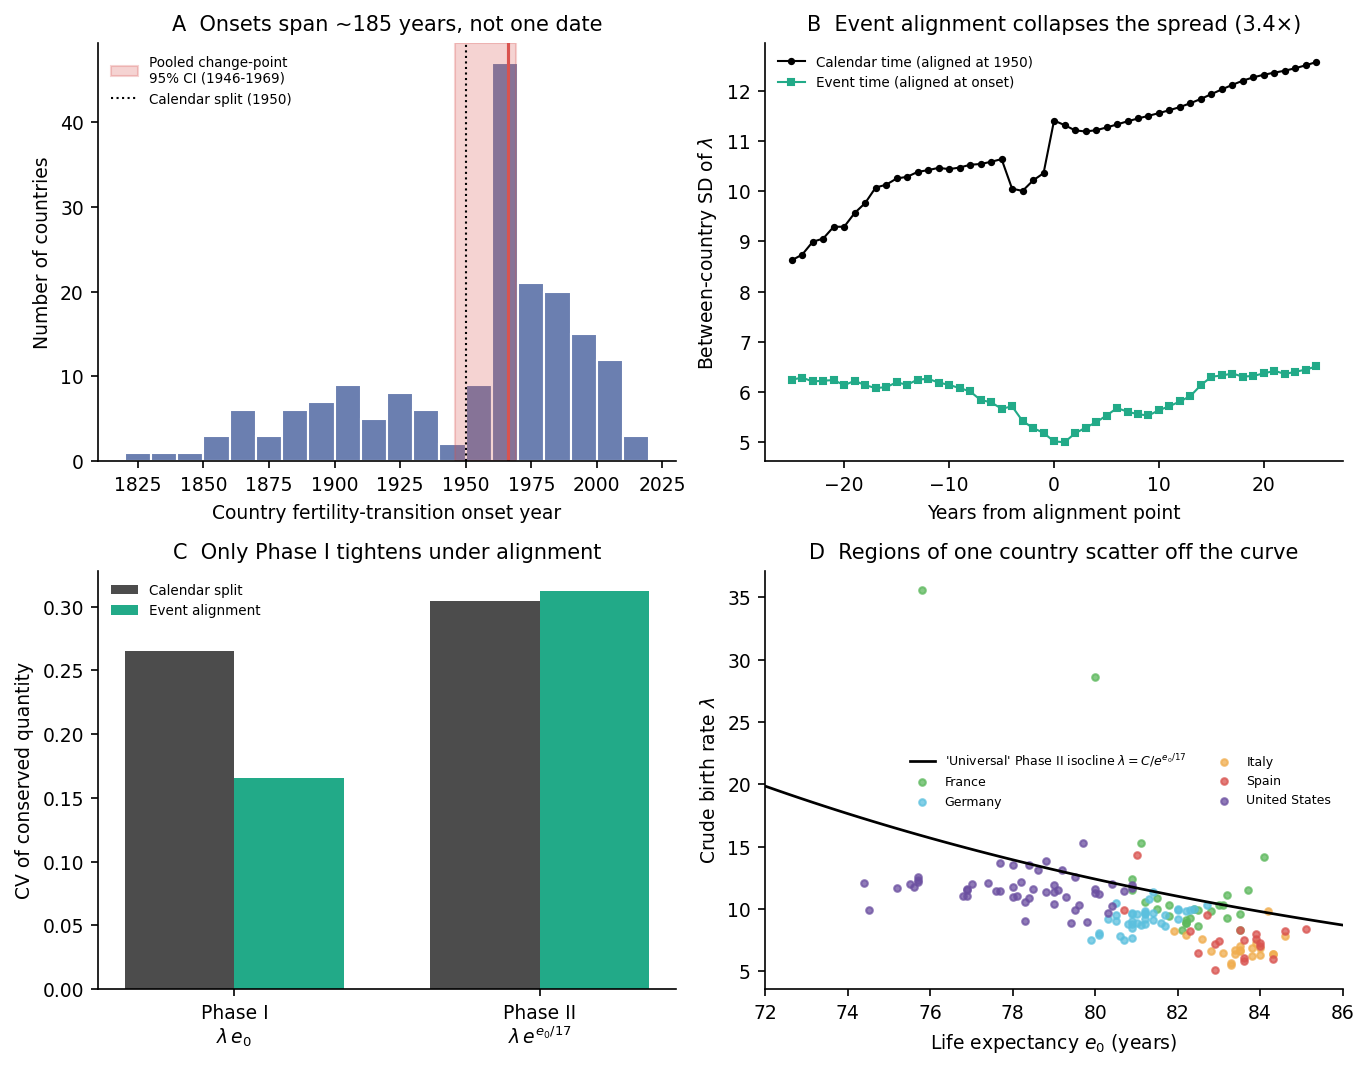 A  Onsets span ~185 years, not one date
Pooled change-point
95% CI (1946-1969)
Calendar split (1950)
Number of countries
0
10
20
30
40
1825 1850 1875 1900 1925 1950 1975 2000 2025
Country fertility-transition onset year
B  Event alignment collapses the spread (3.4×)
Calendar time (aligned at 1950)
Event time (aligned at onset)
Between-country SD of λ
12
11
10
9
8
7
6
5
−20 −10 0 10 20
Years from alignment point
C  Only Phase I tightens under alignment
Calendar split
Event alignment
CV of conserved quantity
0.30
0.25
0.20
0.15
0.10
0.05
0.00
Phase I
λ e₀
Phase II
λ e^{e₀/17}
D  Regions of one country scatter off the curve
'Universal' Phase II isocline λ = C/e^{e₀/17}
France
Germany
Italy
Spain
United States
Crude birth rate λ
35
30
25
20
15
10
5
72 74 76 78 80 82 84 86
Life expectancy e₀ (years)